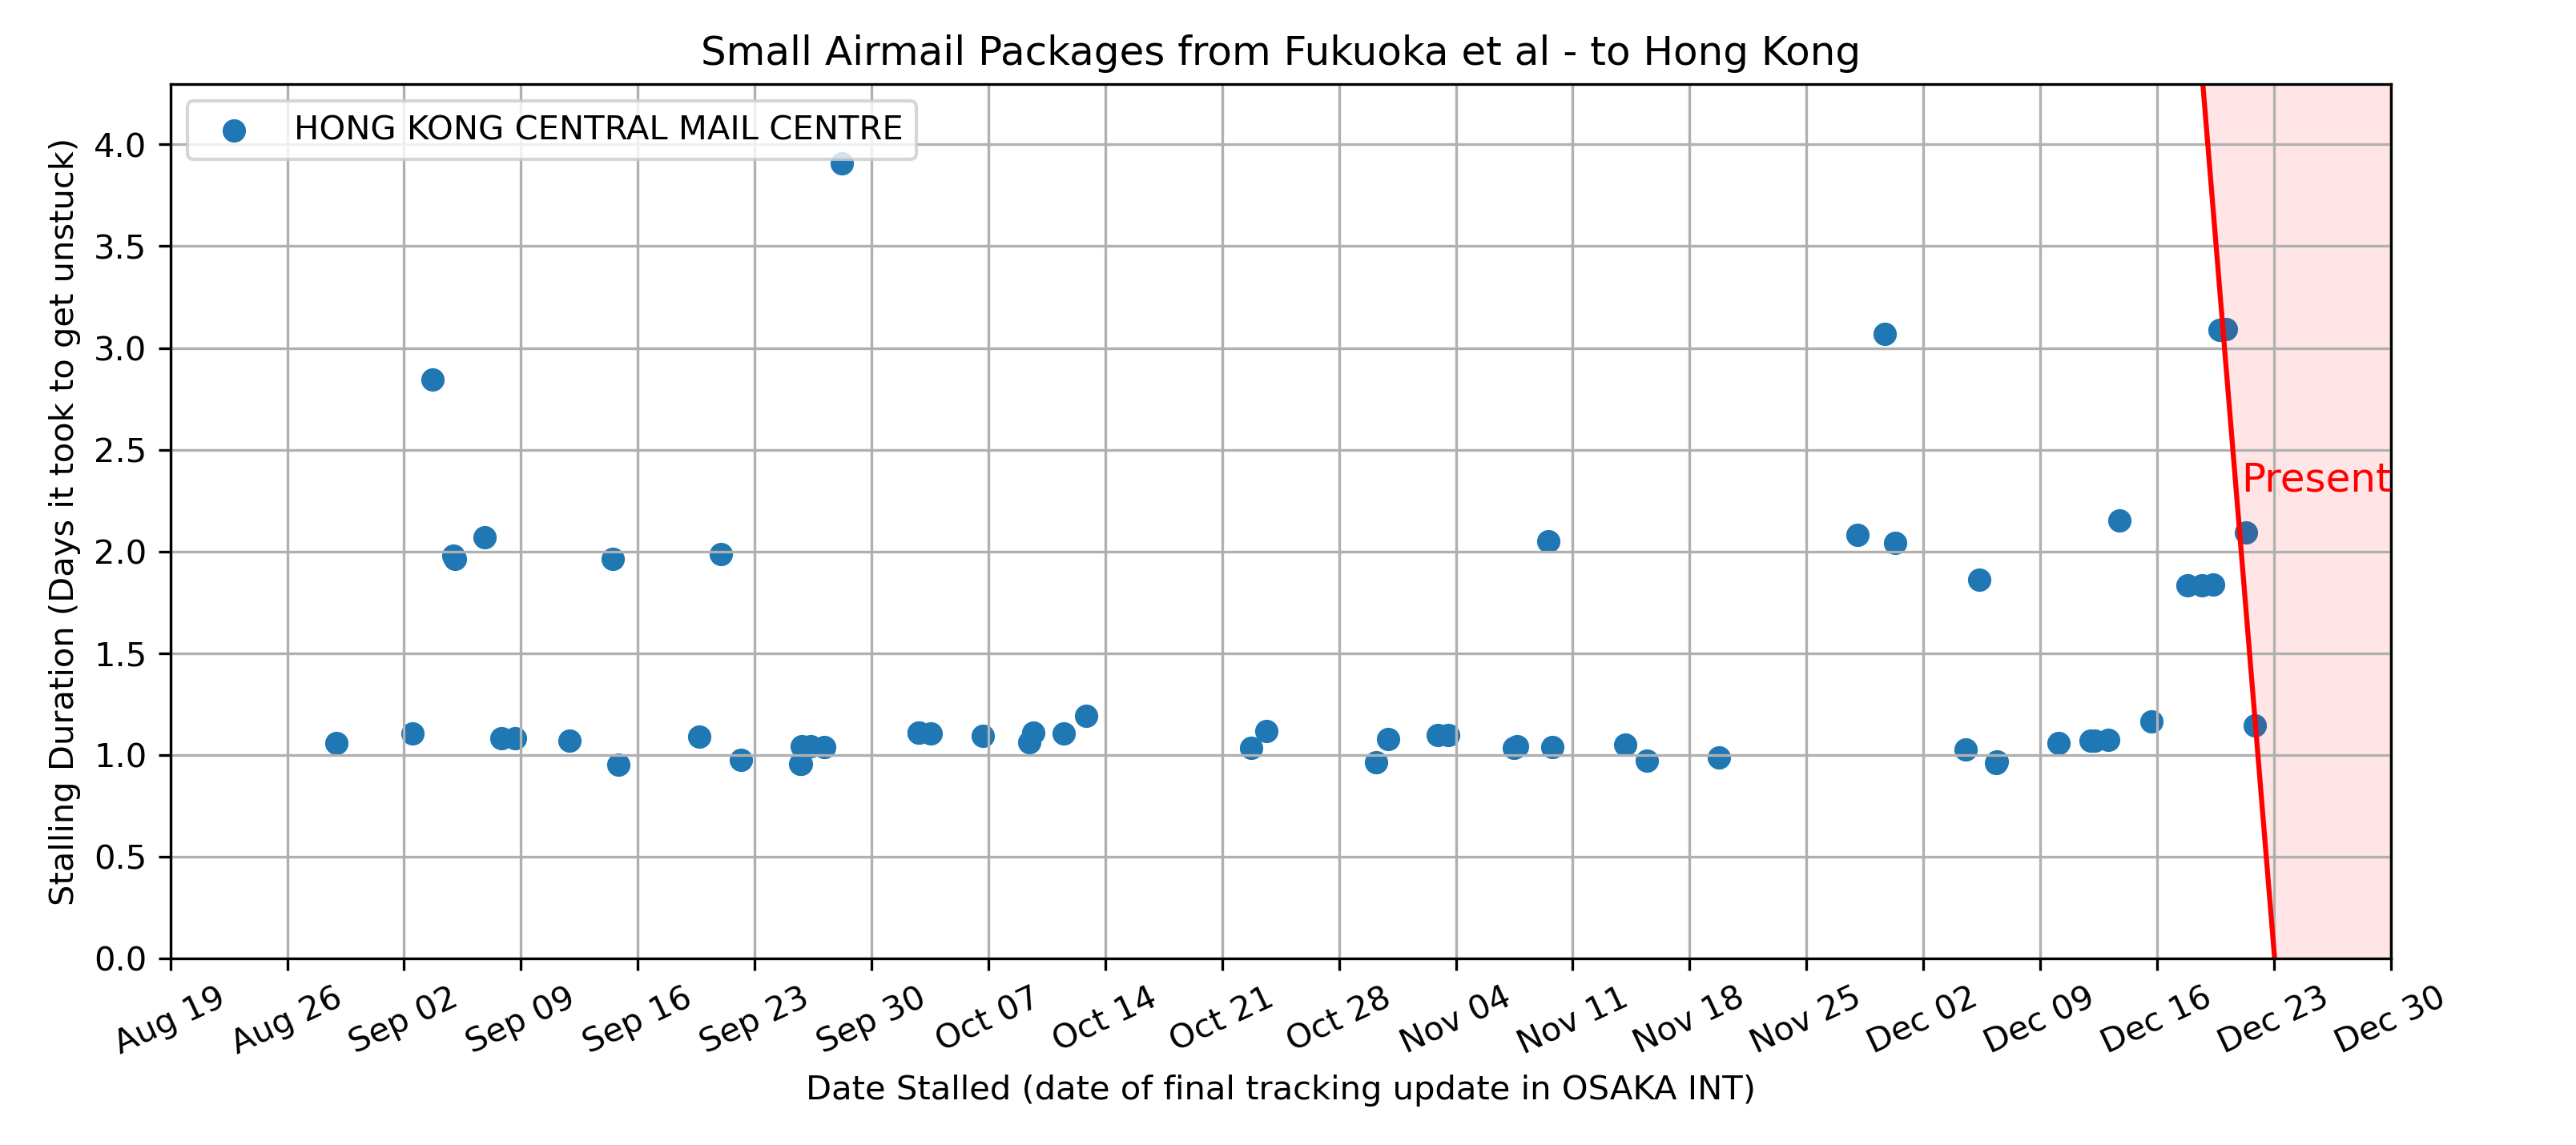 Small Airmail Packages from Fukuoka et al - to Hong Kong
HONG KONG CENTRAL MAIL CENTRE
Stalling Duration (Days it took to get unstuck)
4.0
3.5
3.0
2.5
2.0
1.5
1.0
0.5
0.0
Present
Aug 19
Aug 26
Sep 02
Sep 09
Sep 16
Sep 23
Sep 30
Oct 07
Oct 14
Oct 21
Oct 28
Nov 04
Nov 11
Nov 18
Nov 25
Dec 02
Dec 09
Dec 16
Dec 23
Dec 30
Date Stalled (date of final tracking update in OSAKA INT)